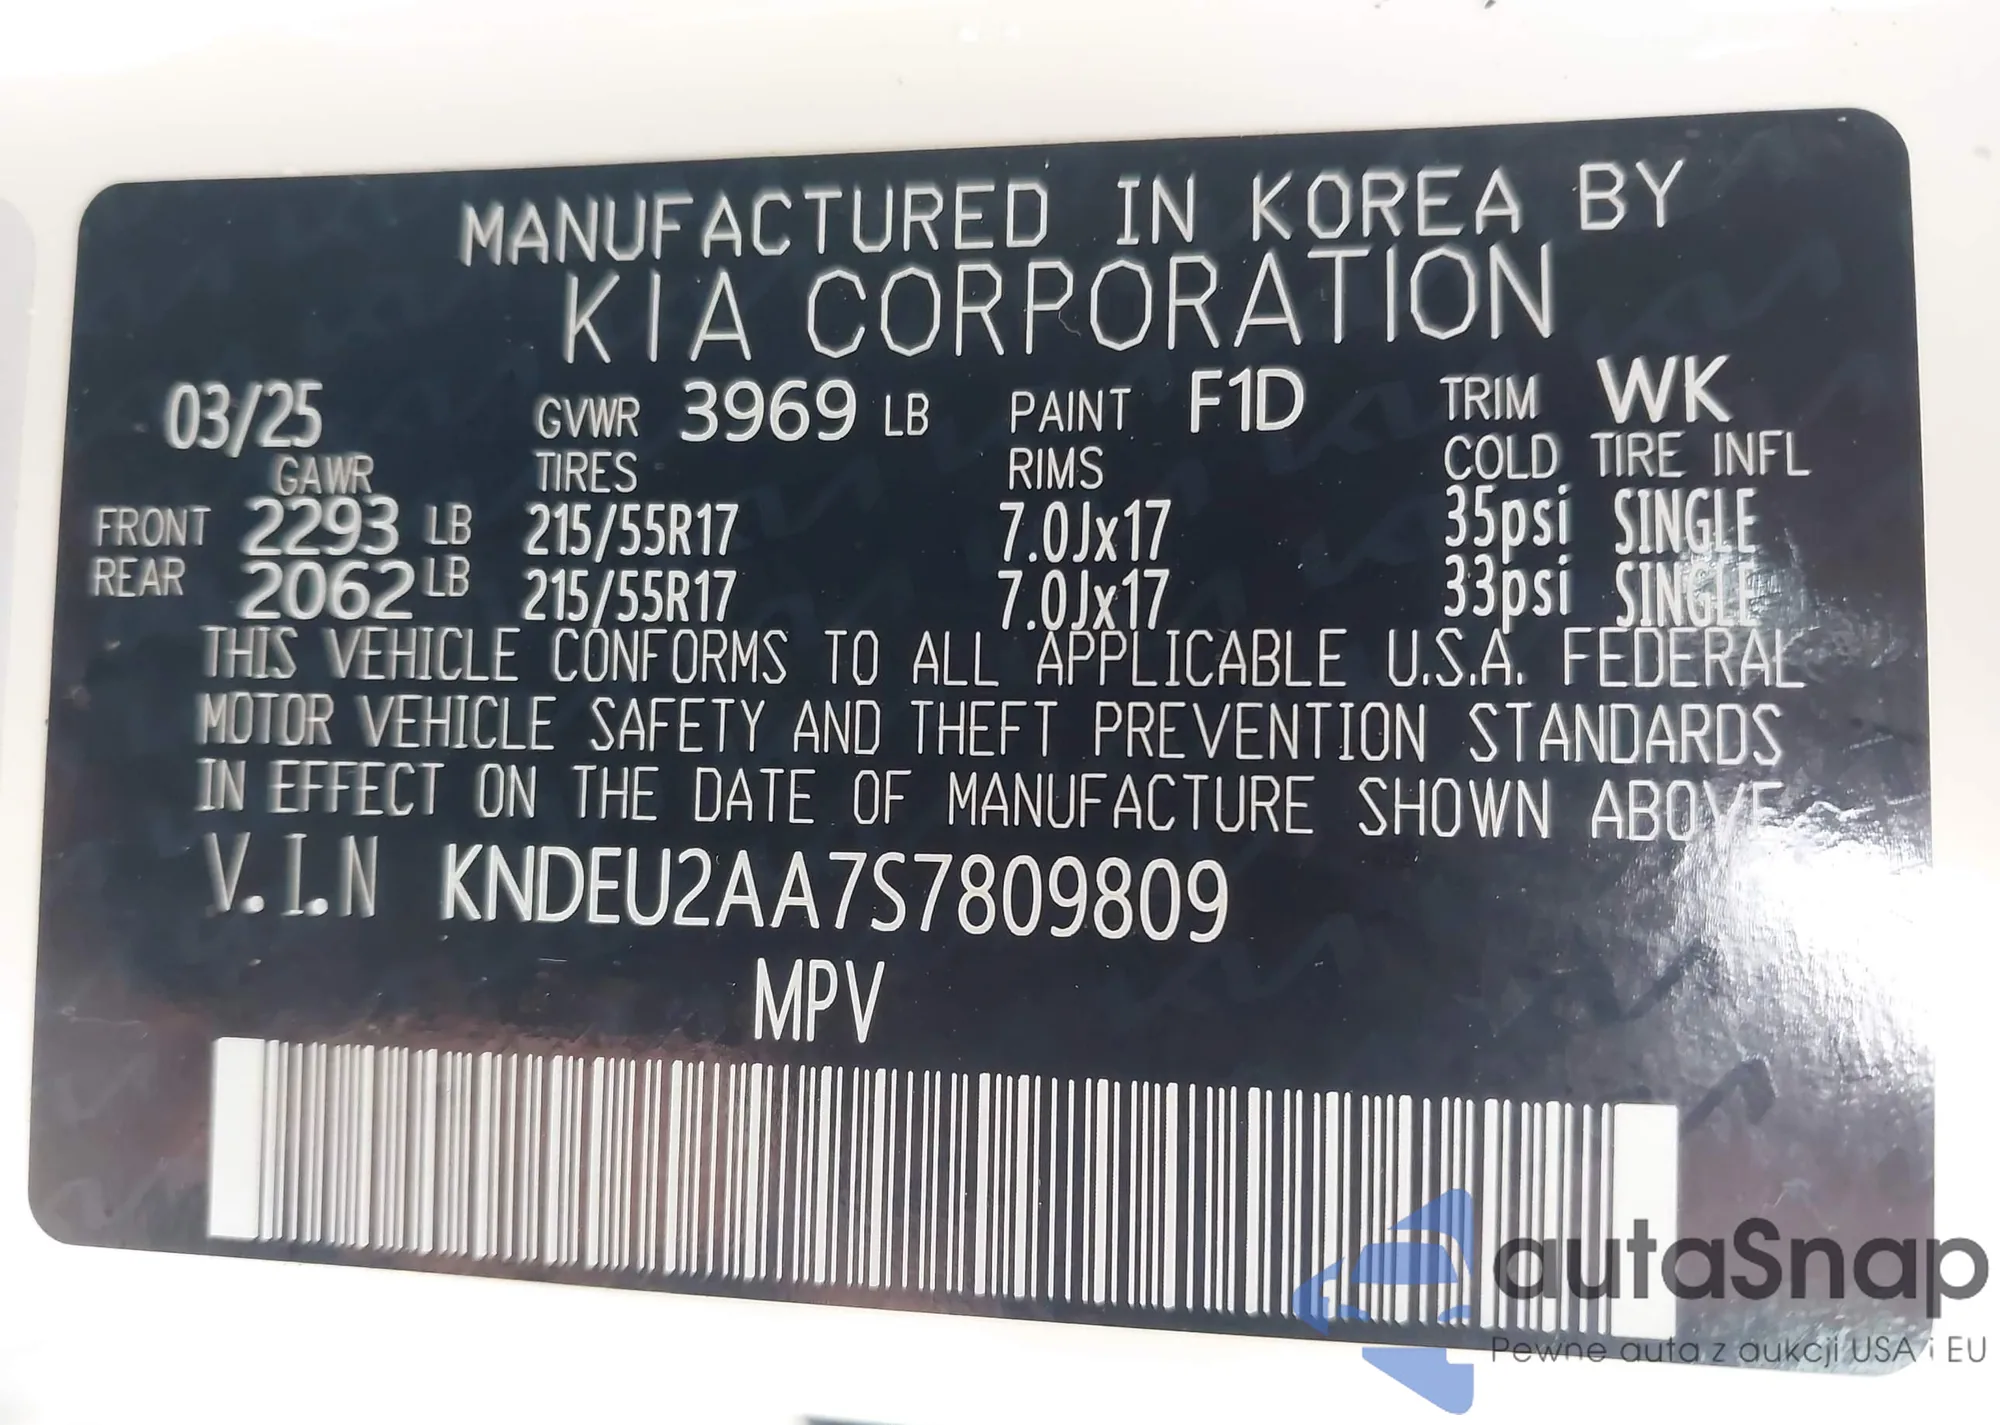 MANUFACTURED IN KOREA BY
KIA CORPORATION
03/25 GVWR 3969 LB PAINT F1D TRIM WK
GAWR TIRES RIMS COLD TIRE INFL
FRONT 2293 LB 215/55R17 7.0Jx17 35psi SINGLE
REAR 2062 LB 215/55R17 7.0Jx17 33psi SINGLE
THIS VEHICLE CONFORMS TO ALL APPLICABLE U.S.A. FEDERAL
MOTOR VEHICLE SAFETY AND THEFT PREVENTION STANDARDS
IN EFFECT ON THE DATE OF MANUFACTURE SHOWN ABOVE
V.I.N KNDEU2AA7S7809809
MPV
autaSnap
Pewne auta z aukcji USA i EU